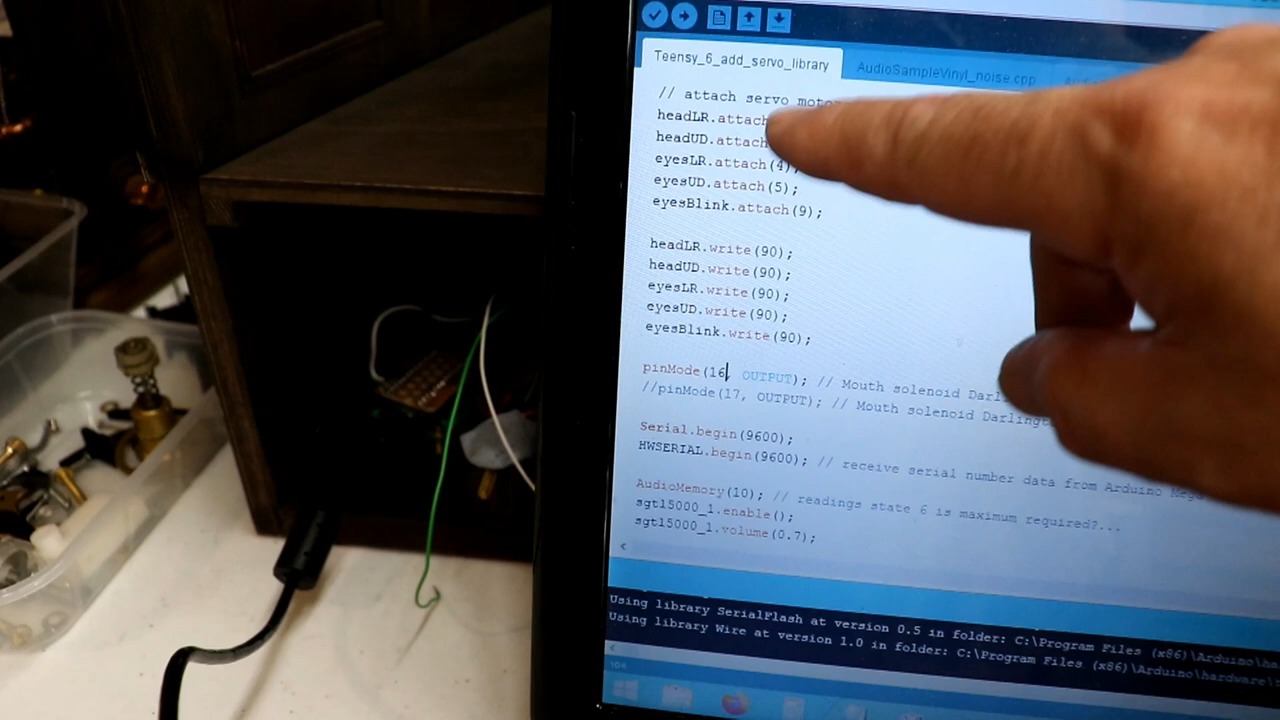 Teensy_6_add_servo_library
AudioSampleVinyl_noise.cpp
// attach servo
headLR.attach
headUD.attach
eyesLR.attach(4);
eyesUD.attach(5);
eyesBlink.attach(9);
headLR.write(90);
headUD.write(90);
eyesLR.write(90);
eyesUD.write(90);
eyesBlink.write(90);
pinMode(16, OUTPUT); // Mouth solenoid Darl
//pinMode(17, OUTPUT); // Mouth solenoid Darlingt
Serial.begin(9600);
HWSERIAL.begin(9600); // receive serial number data from Arduino Mega
AudioMemory(10); // readings state 6 is maximum required?...
sgtl5000_1.enable();
sgtl5000_1.volume(0.7);
Using library SerialFlash at version 0.5 in folder: C:\Program Files (x86)\Arduino\ha
Using library Wire at version 1.0 in folder: C:\Program Files (x86)\Arduino\hardware\
104